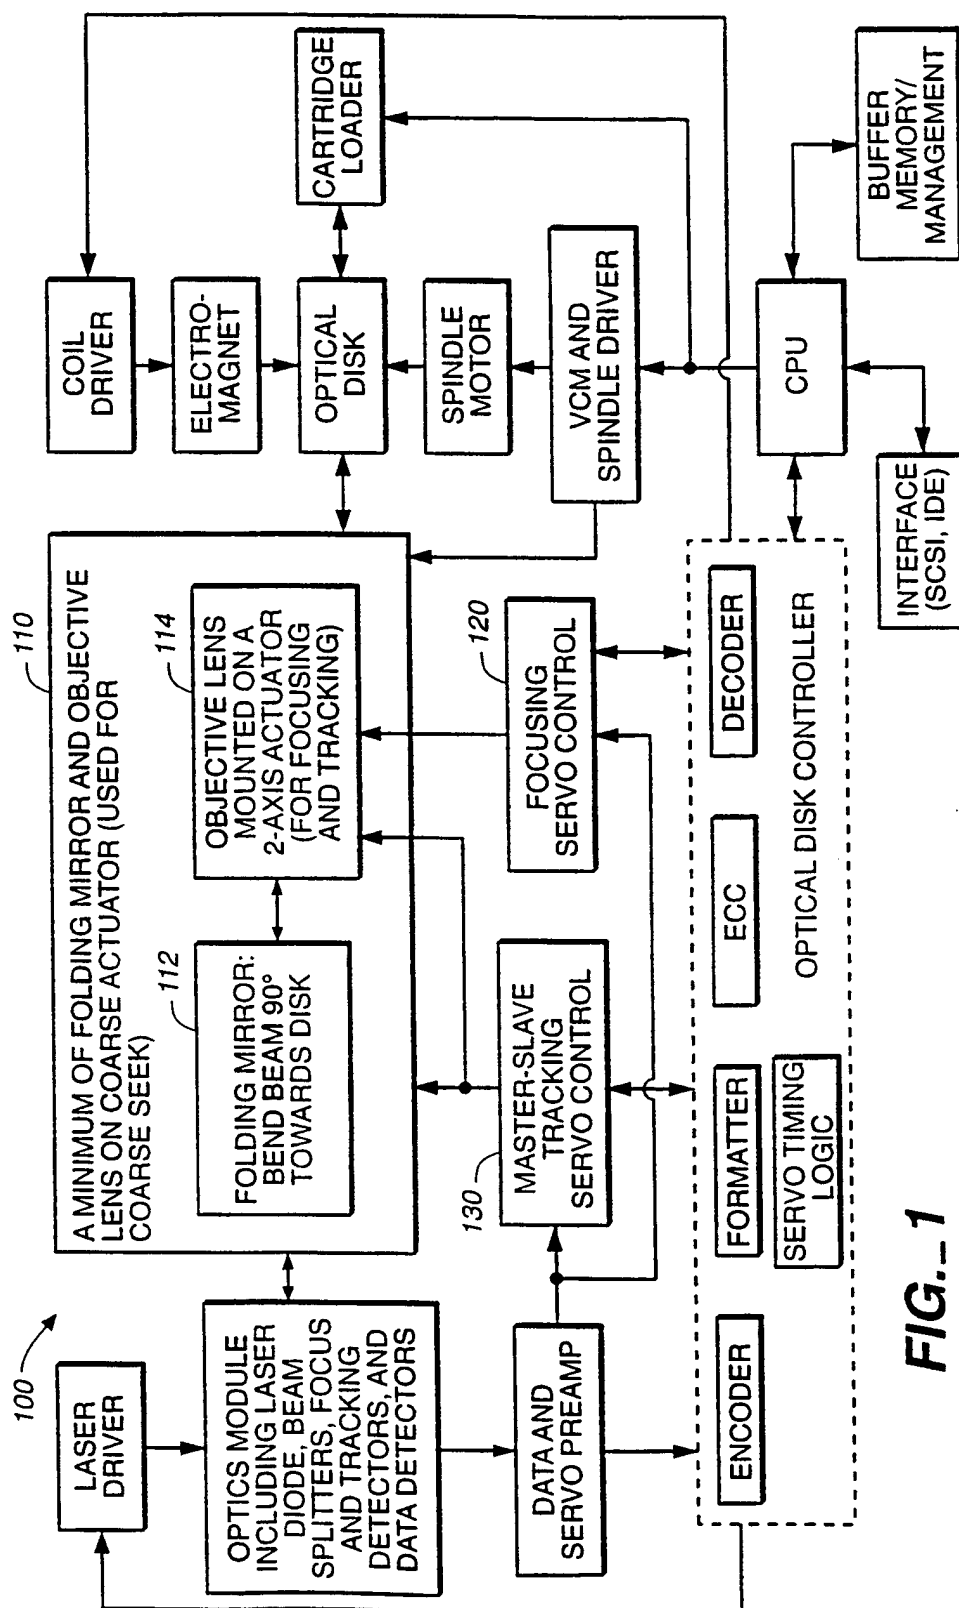 100
LASER
DRIVER
OPTICS MODULE
INCLUDING LASER
DIODE, BEAM
SPLITTERS, FOCUS
AND TRACKING
DETECTORS, AND
DATA DETECTORS
DATA AND
SERVO PREAMP
110
A MINIMUM OF FOLDING MIRROR AND OBJECTIVE
LENS ON COARSE ACTUATOR (USED FOR
COARSE SEEK)
112
FOLDING MIRROR:
BEND BEAM 90°
TOWARDS DISK
114
OBJECTIVE LENS
MOUNTED ON A
2-AXIS ACTUATOR
(FOR FOCUSING
AND TRACKING)
130
MASTER-SLAVE
TRACKING
SERVO CONTROL
120
FOCUSING
SERVO CONTROL
COIL
DRIVER
ELECTRO-
MAGNET
OPTICAL
DISK
CARTRIDGE
LOADER
SPINDLE
MOTOR
VCM AND
SPINDLE DRIVER
ENCODER
FORMATTER
SERVO TIMING
LOGIC
ECC
DECODER
OPTICAL DISK CONTROLLER
CPU
INTERFACE
(SCSI, IDE)
BUFFER
MEMORY/
MANAGEMENT
FIG._1